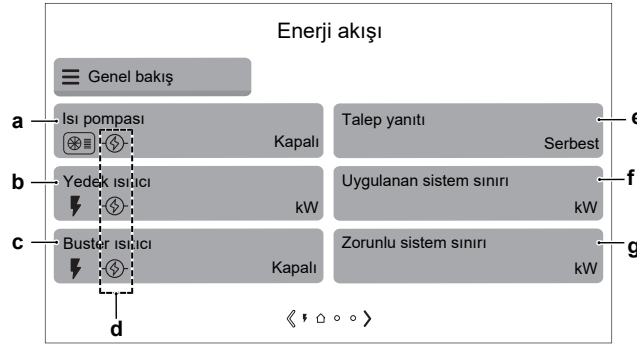 Enerji akışı
Genel bakış
a
Isı pompası
Kapalı
Talep yanıtı
Serbest
e
b
Yedek ısıtıcı
kW
Uygulanan sistem sınırı
kW
f
c
Buster ısıtıcı
Kapalı
Zorunlu sistem sınırı
kW
g
d